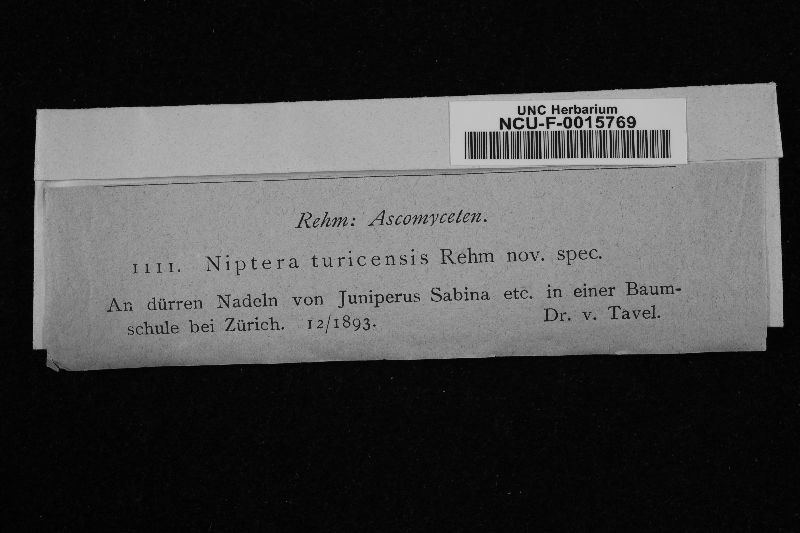 UNC Herbarium
NCU-F-0015769
Rehm: Ascomyceten.
1111. Niptera turicensis Rehm nov. spec.
An dürren Nadeln von Juniperus Sabina etc. in einer Baum-
schule bei Zürich. 12/1893. Dr. v. Tavel.